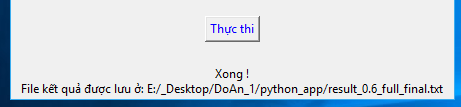 Thực thi
Xong !
File kết quả được lưu ở: E:/_Desktop/DoAn_1/python_app/result_0.6_full_final.txt